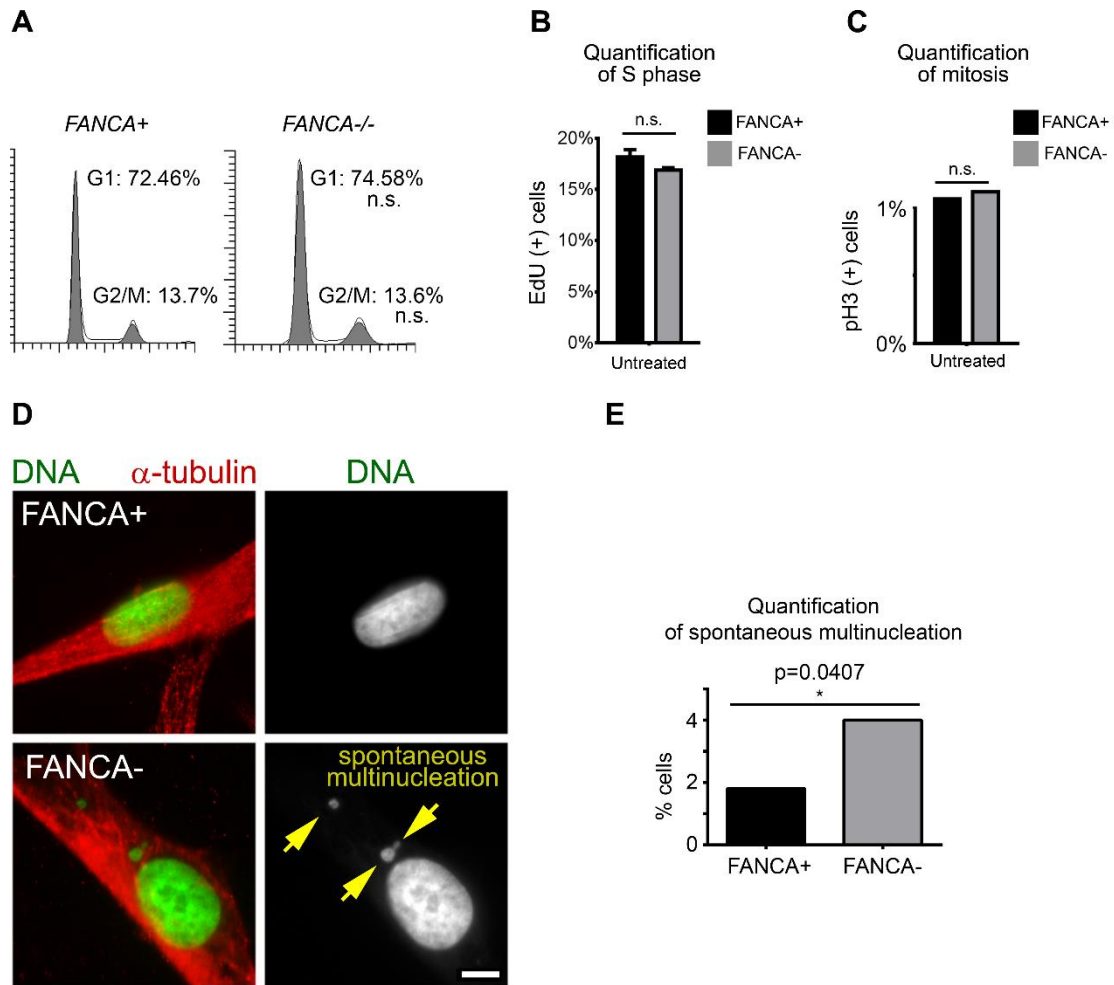 A
FANCA+
FANCA-/-
G1: 72.46%
G1: 74.58%
n.s.
G2/M: 13.7%
G2/M: 13.6%
n.s.
B
Quantification
of S phase
FANCA+
FANCA-
n.s.
EdU (+) cells
20%
15%
10%
5%
0%
Untreated
C
Quantification
of mitosis
FANCA+
FANCA-
n.s.
pH3 (+) cells
1%
0%
Untreated
D
DNA α-tubulin
DNA
FANCA+
FANCA-
spontaneous
multinucleation
E
Quantification
of spontaneous multinucleation
p=0.0407
*
% cells
4
2
0
FANCA+
FANCA-